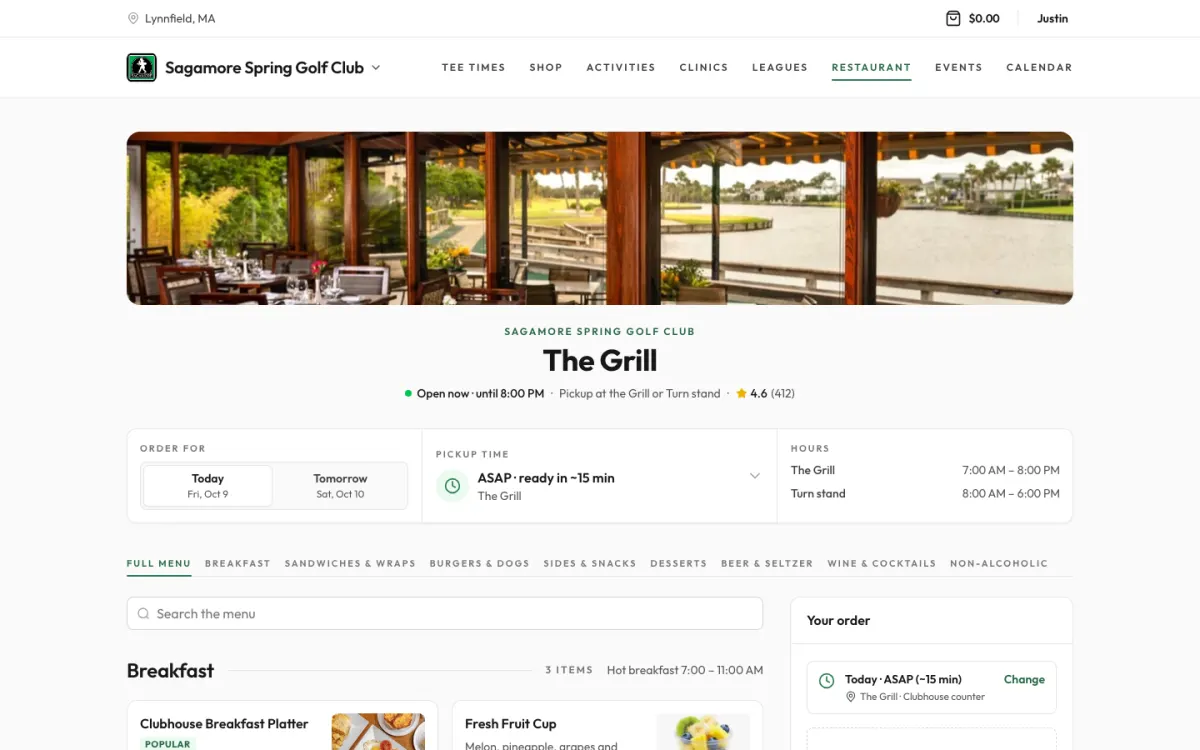 Lynnfield, MA
$0.00
Justin
Sagamore Spring Golf Club
TEE TIMES
SHOP
ACTIVITIES
CLINICS
LEAGUES
RESTAURANT
EVENTS
CALENDAR
SAGAMORE SPRING GOLF CLUB
The Grill
Open now · until 8:00 PM · Pickup at the Grill or Turn stand · 4.6 (412)
ORDER FOR
Today
Fri, Oct 9
Tomorrow
Sat, Oct 10
PICKUP TIME
ASAP · ready in ~15 min
The Grill
HOURS
The Grill 7:00 AM – 8:00 PM
Turn stand 8:00 AM – 6:00 PM
FULL MENU
BREAKFAST
SANDWICHES & WRAPS
BURGERS & DOGS
SIDES & SNACKS
DESSERTS
BEER & SELTZER
WINE & COCKTAILS
NON-ALCOHOLIC
Search the menu
Breakfast
3 ITEMS
Hot breakfast 7:00 – 11:00 AM
Clubhouse Breakfast Platter
POPULAR
Fresh Fruit Cup
Melon, pineapple, grapes and
Your order
Today · ASAP (~15 min)
Change
The Grill · Clubhouse counter